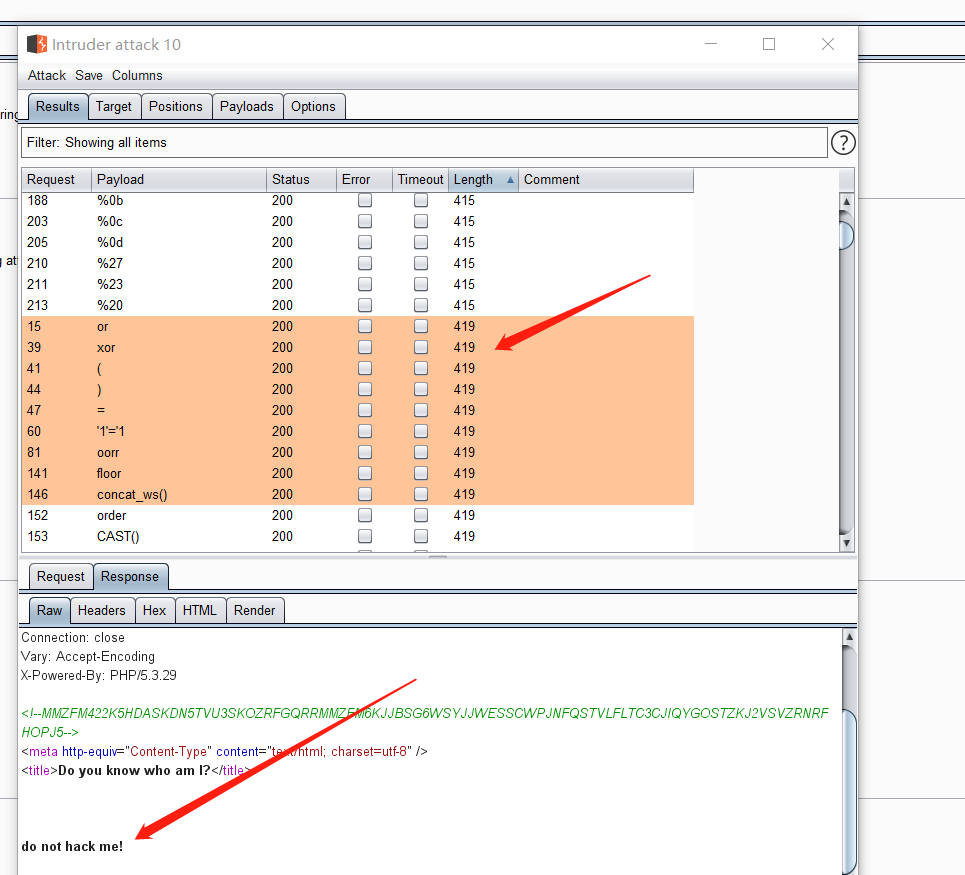 Intruder attack 10
Attack Save Columns
Results Target Positions Payloads Options
Filter: Showing all items
?
Request Payload Status Error Timeout Length Comment
188 %0b 200 415
203 %0c 200 415
205 %0d 200 415
210 %27 200 415
211 %23 200 415
213 %20 200 415
15 or 200 419
39 xor 200 419
41 ( 200 419
44 ) 200 419
47 = 200 419
60 '1'='1 200 419
81 oorr 200 419
141 floor 200 419
146 concat_ws() 200 419
152 order 200 419
153 CAST() 200 419
Request Response
Raw Headers Hex HTML Render
Connection: close
Vary: Accept-Encoding
X-Powered-By: PHP/5.3.29
<!--MMZFM422K5HDASKDN5TVU3SKOZRFGQRRMMZFM6KJJBSG6WSYJJWESSCWPJNFQSTVLFLTC3CJIQYGOSTZKJ2VSVZRNRF
HOPJ5-->
<meta http-equiv="Content-Type" content="text/html; charset=utf-8" />
<title>Do you know who am I?</title>
do not hack me!
ring
g at